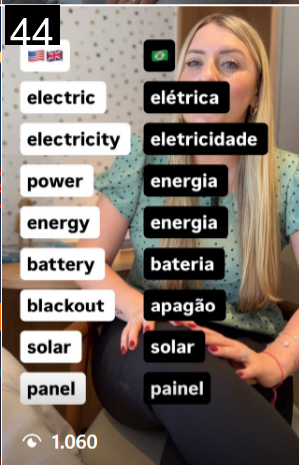 44
🇺🇸🇬🇧 🇧🇷
electric elétrica
electricity eletricidade
power energia
energy energia
battery bateria
blackout apagão
solar solar
panel painel
1.060